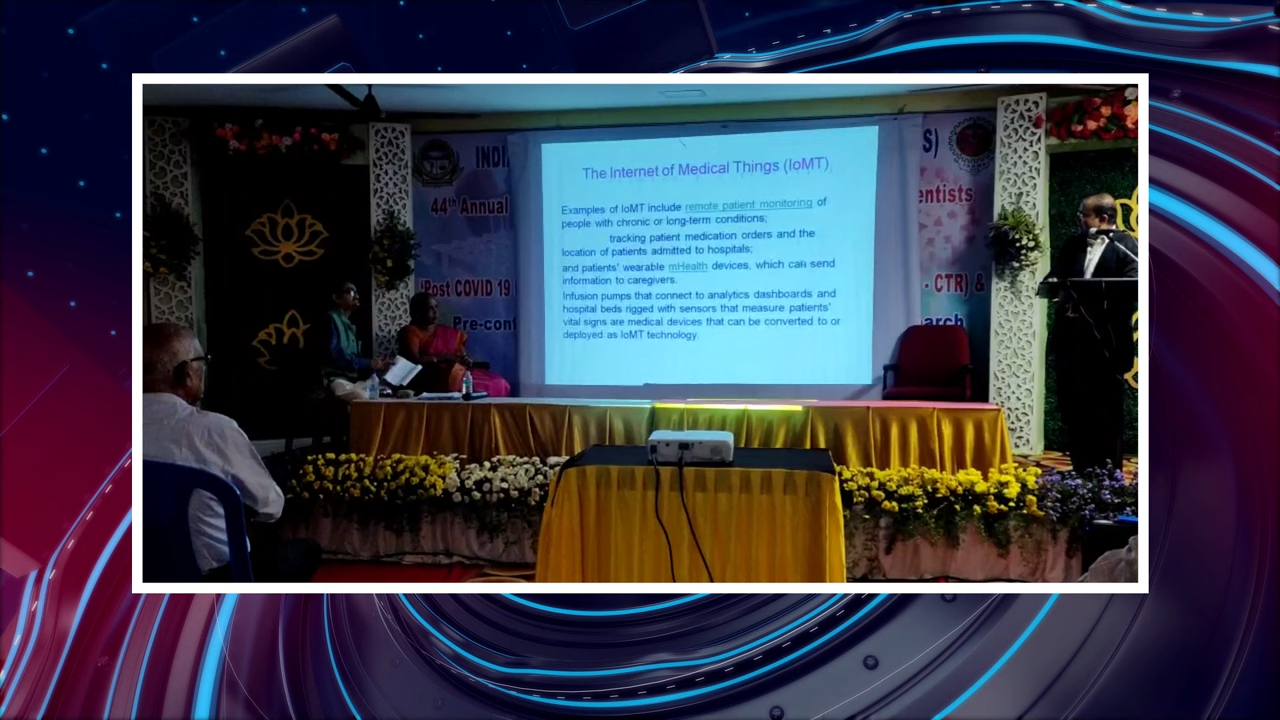 The Internet of Medical Things (IoMT)
Examples of IoMT include remote patient monitoring of
people with chronic or long-term conditions;
tracking patient medication orders and the
location of patients admitted to hospitals;
and patients' wearable mHealth devices, which can send
information to caregivers.
Infusion pumps that connect to analytics dashboards and
hospital beds rigged with sensors that measure patients'
vital signs are medical devices that can be converted to or
deployed as IoMT technology.
INDI
S)
44th Annual
entists
'Post COVID 19
- CTR) &
Pre-conf
arch